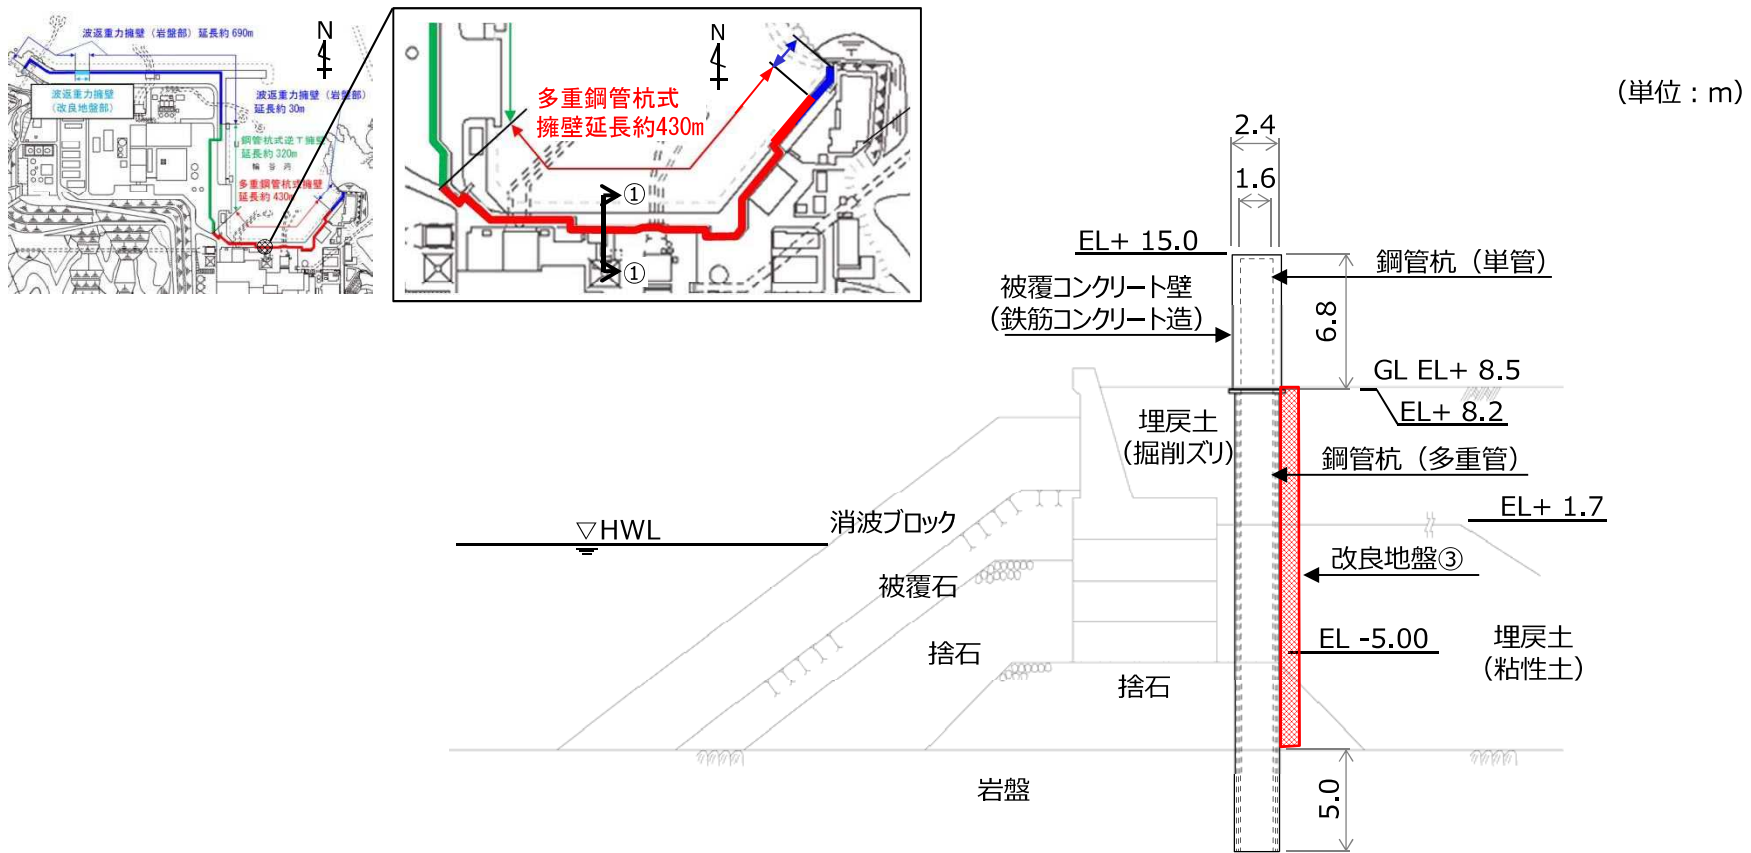 波返重力擁壁（岩盤部）延長約690m
N
波返重力擁壁
（改良地盤部）
波返重力擁壁（岩盤部）
延長約30m
鋼管杭式逆T擁壁
延長約320m
輪谷湾
多重鋼管杭式擁壁
延長約430m
N
多重鋼管杭式
擁壁延長約430m
①
①
（単位：m）
2.4
1.6
EL+ 15.0
鋼管杭（単管）
被覆コンクリート壁
（鉄筋コンクリート造）
6.8
GL EL+ 8.5
EL+ 8.2
埋戻土
（掘削ズリ）
鋼管杭（多重管）
EL+ 1.7
▽HWL
消波ブロック
改良地盤③
被覆石
EL -5.00
埋戻土
（粘性土）
捨石
捨石
岩盤
5.0